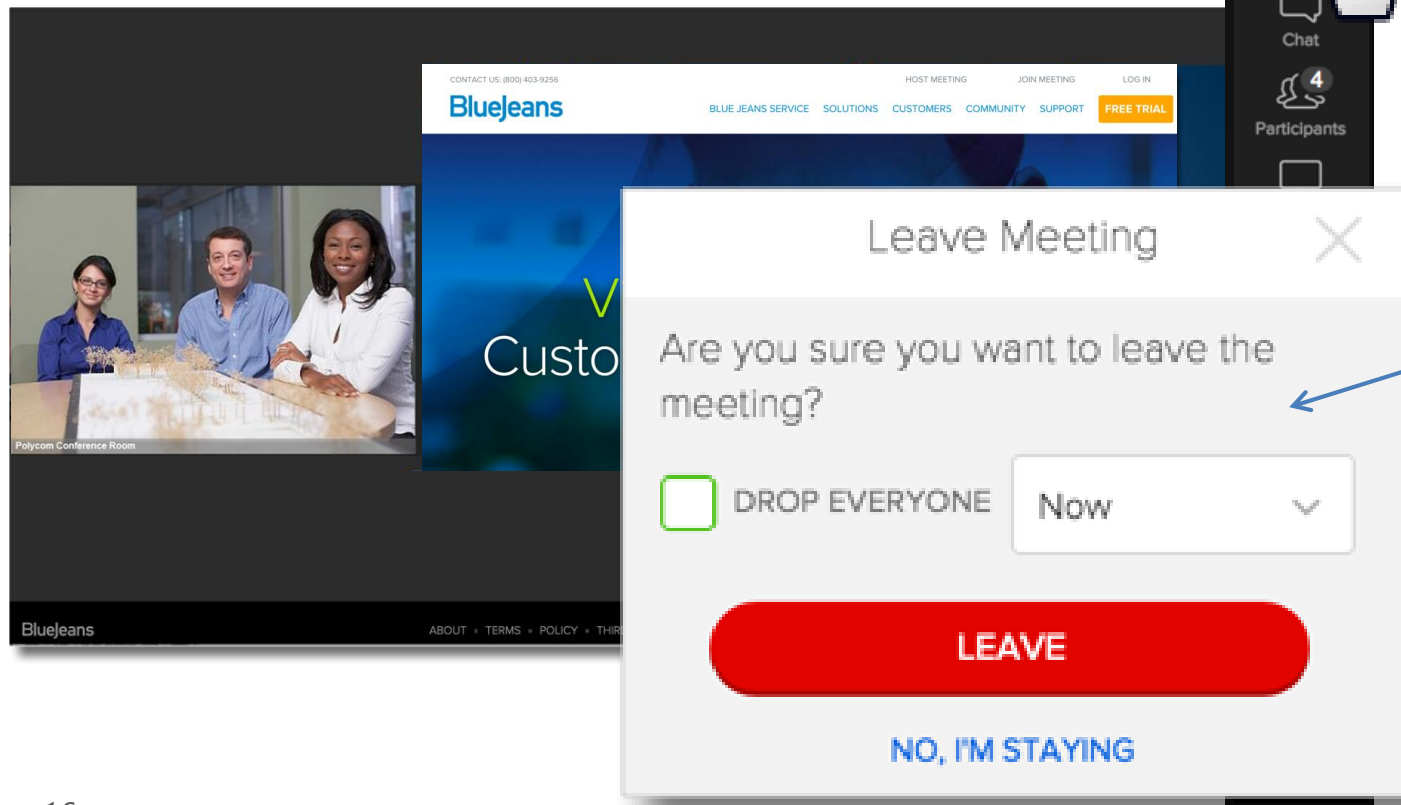 Chat
4
Participants
CONTACT US: (800) 403-9256
HOST MEETING JOIN MEETING LOG IN
BlueJeans
BLUE JEANS SERVICE SOLUTIONS CUSTOMERS COMMUNITY SUPPORT FREE TRIAL
V
Custo
Polycom Conference Room
Leave Meeting
Are you sure you want to leave the
meeting?
DROP EVERYONE Now
LEAVE
NO, I'M STAYING
BlueJeans
ABOUT • TERMS • POLICY •